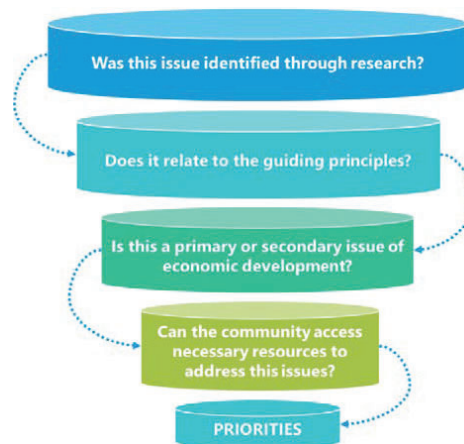 Was this issue identified through research?
Does it relate to the guiding principles?
Is this a primary or secondary issue of
economic development?
Can the community access
necessary resources to
address this issues?
PRIORITIES